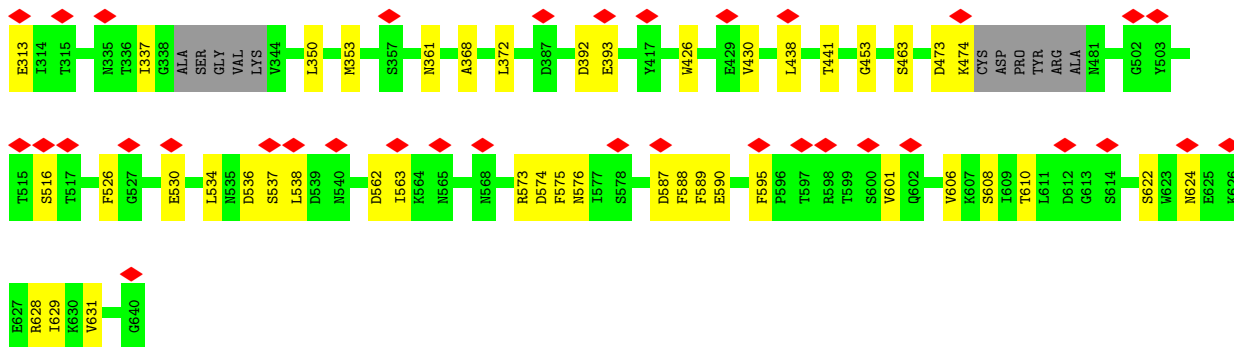 E313 I314 T315 N335 T336 I337 G338 ALA SER GLY VAL LYS V344 L350 M353 S357 N361 A368 L372 D387 D392 E393 Y417 W426 E429 V430 L438 T441 G453 S463 D473 K474 CYS ASP PRO TYR ARG ALA N481 G502 Y503
T515 S516 T517 F526 G527 E530 L534 N535 D536 S537 L538 D539 N540 D562 I563 K564 N565 N568 R573 D574 F575 N576 I577 S578 D587 F588 F589 E590 F595 P596 T597 R598 T599 S600 V601 Q602 V606 K607 S608 I609 T610 L611 D612 G613 S614 S622 W623 N624 E625 K626
E627 R628 I629 K630 V631 G640